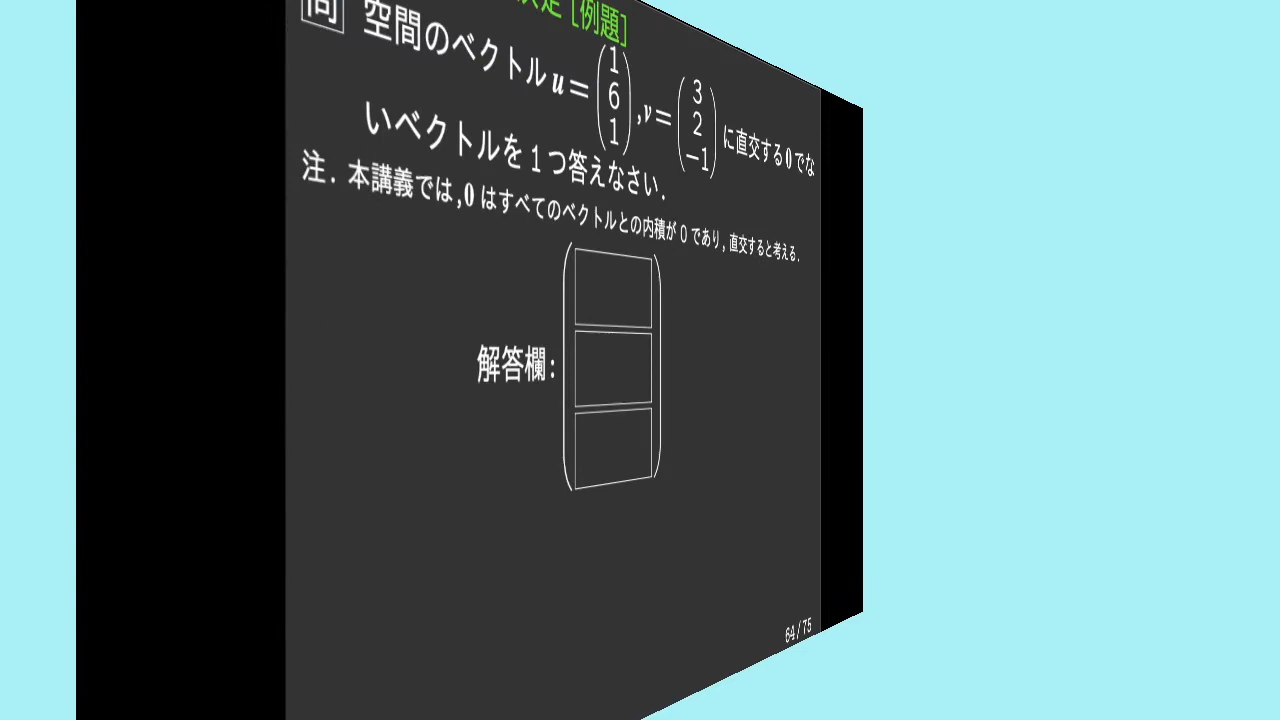 定 [例題]
問 空間のベクトル u = (1 6 1), v = (3 2 −1) に直交する 0 でな
いベクトルを 1 つ答えなさい.
注. 本講義では, 0 はすべてのベクトルとの内積が 0 であり, 直交すると考える.
解答欄:
64 / 75